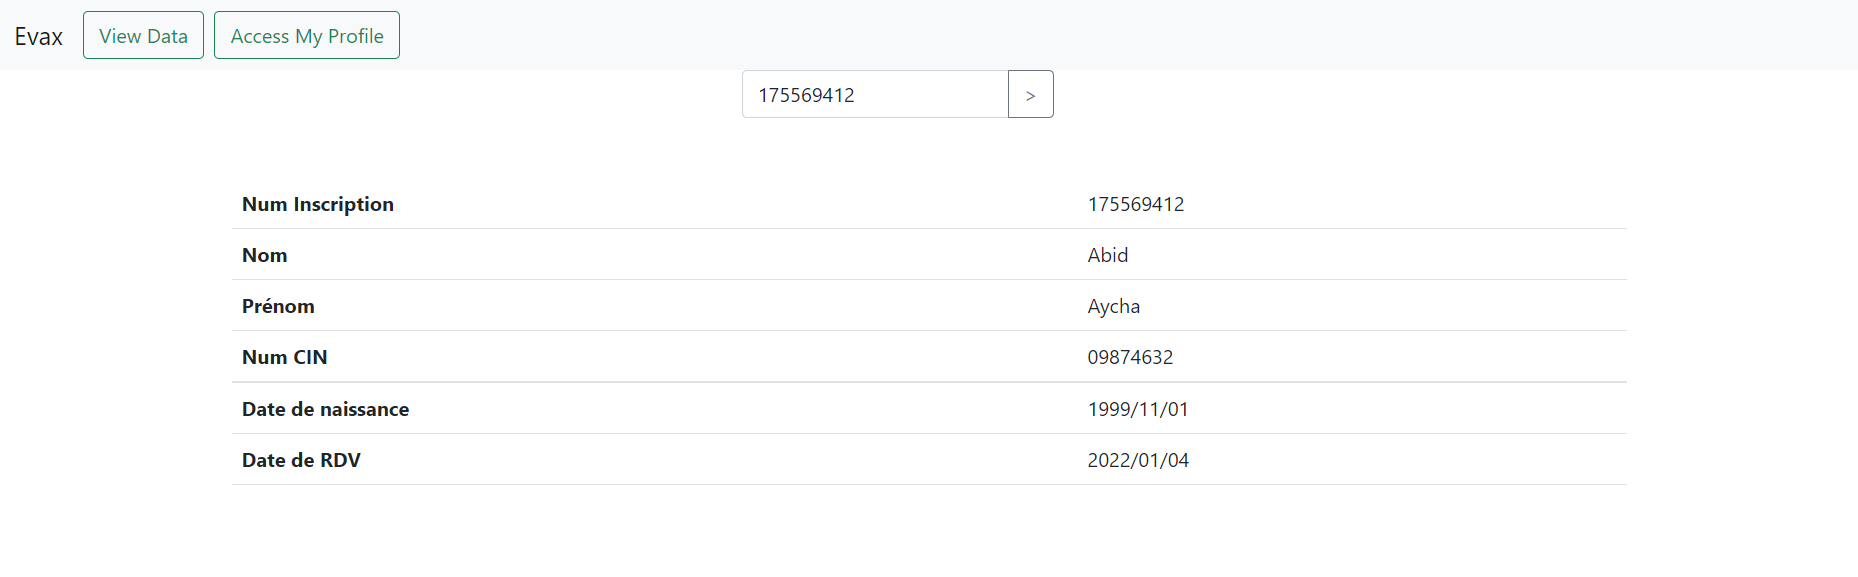 Evax View Data Access My Profile
175569412 >
Num Inscription 175569412
Nom Abid
Prénom Aycha
Num CIN 09874632
Date de naissance 1999/11/01
Date de RDV 2022/01/04